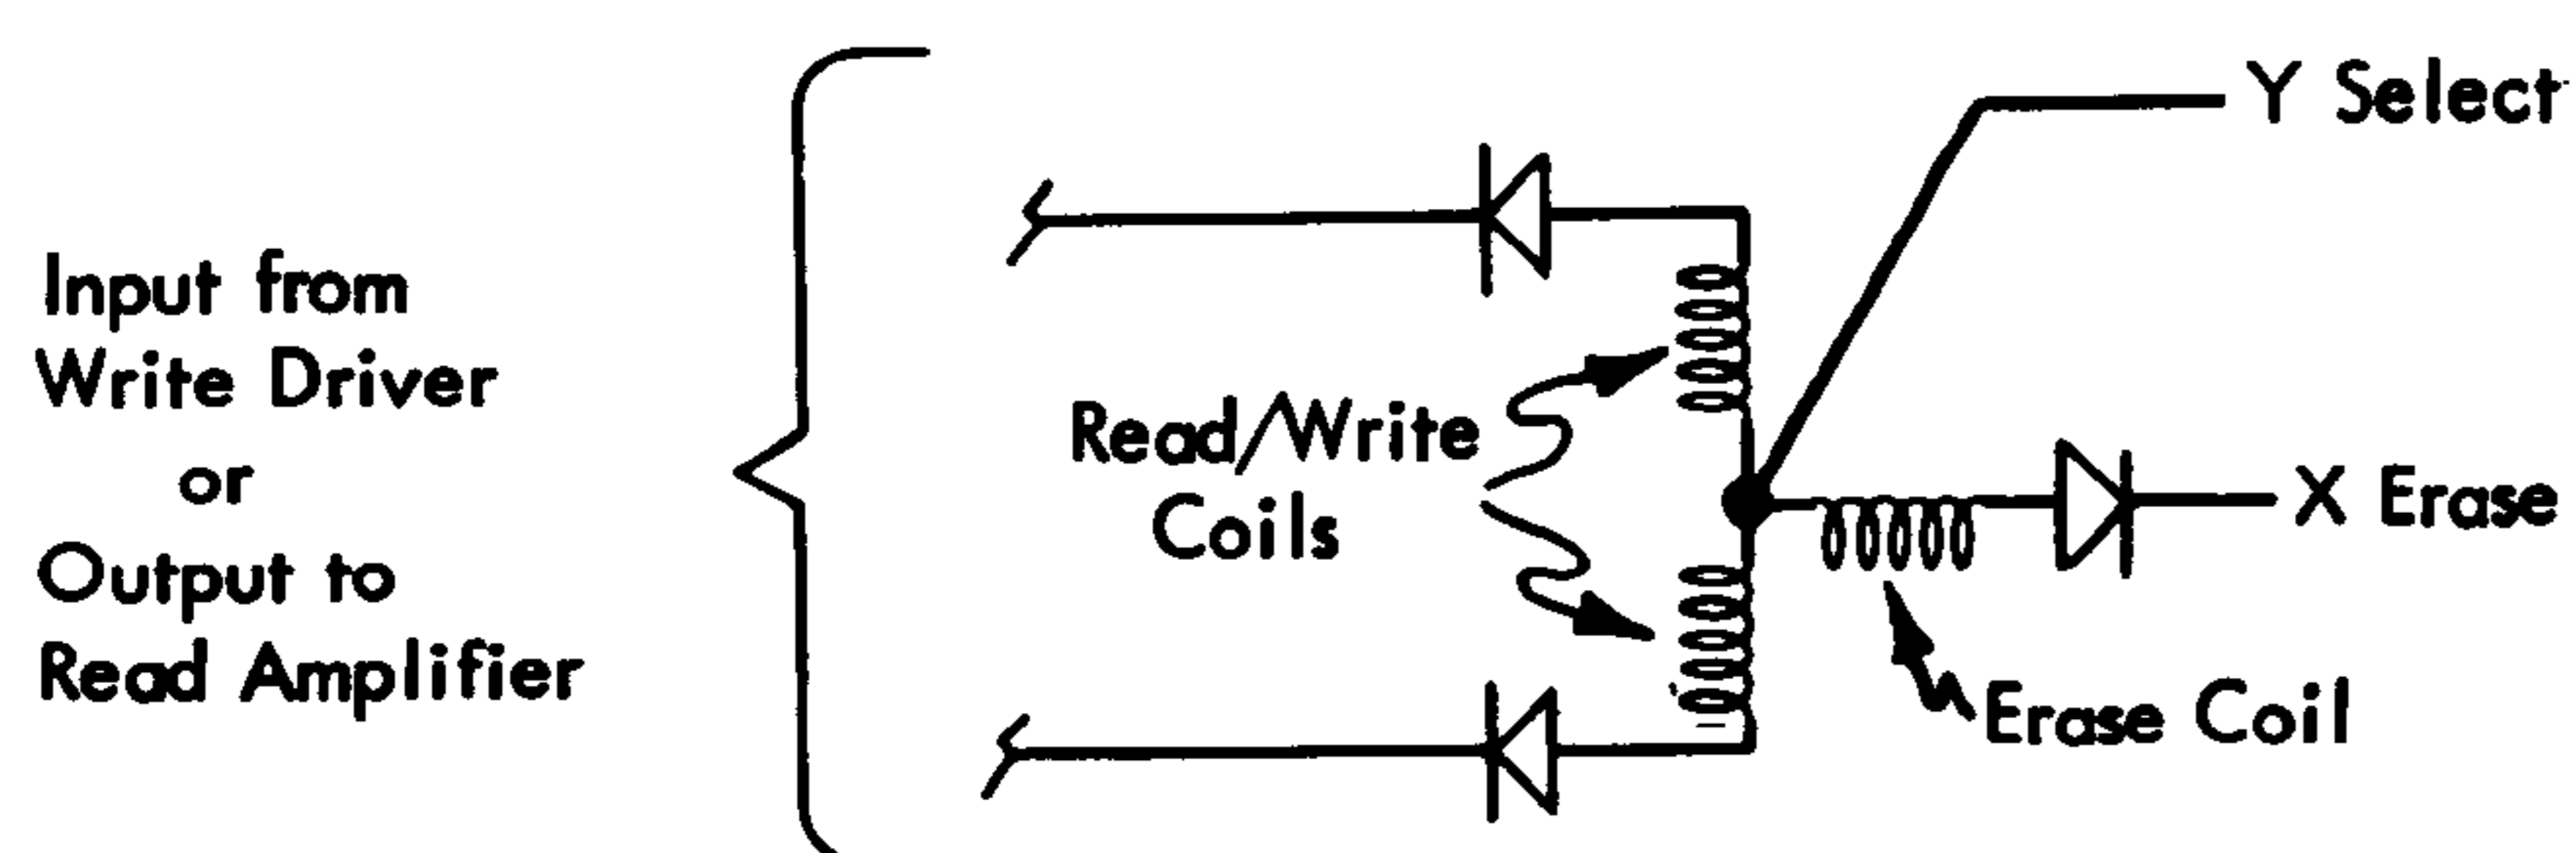 Input from
Write Driver
or
Output to
Read Amplifier
Read/Write
Coils
Y Select
X Erase
Erase Coil